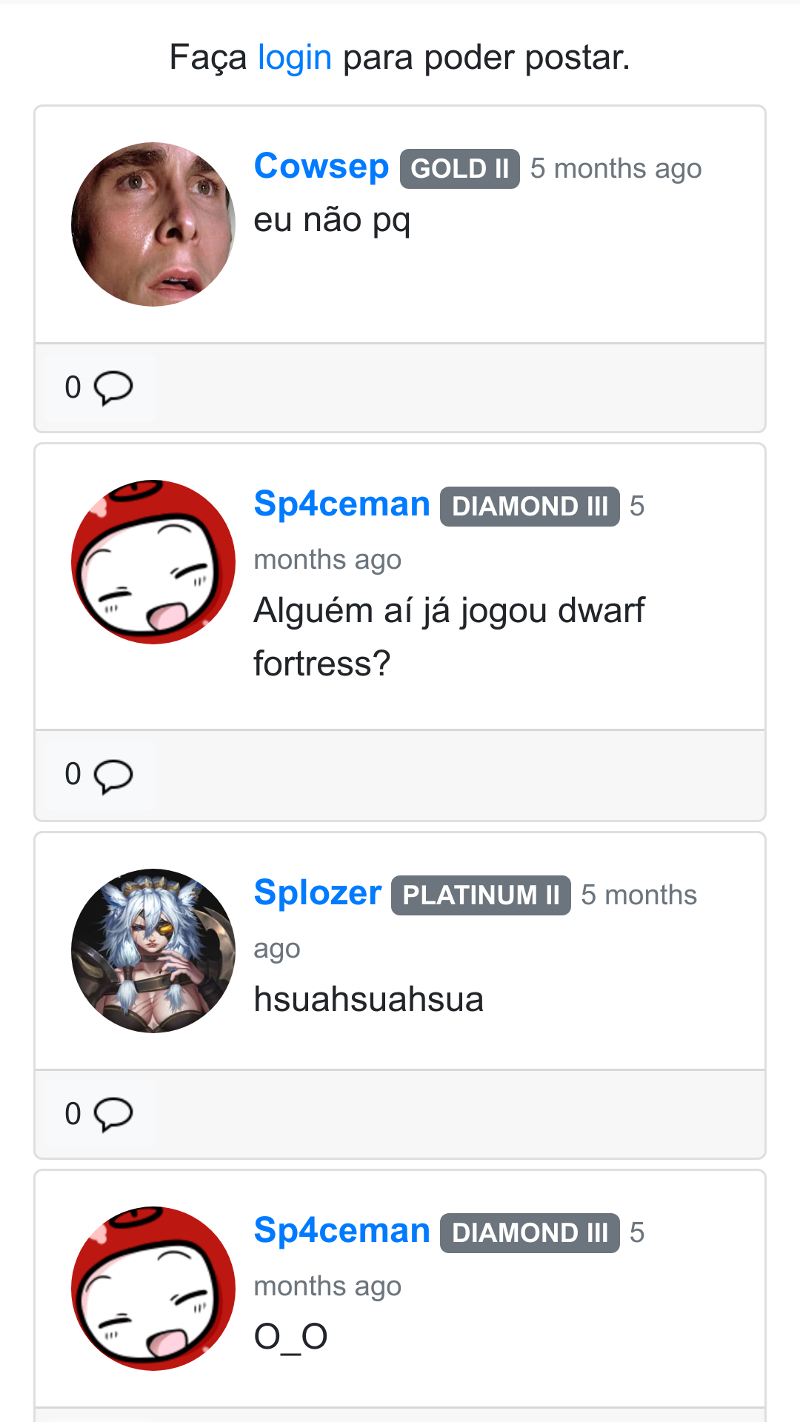 Faça login para poder postar.
Cowsep GOLD II 5 months ago
eu não pq
0
Sp4ceman DIAMOND III 5
months ago
Alguém aí já jogou dwarf
fortress?
0
Splozer PLATINUM II 5 months
ago
hsuahsuahsua
0
Sp4ceman DIAMOND III 5
months ago
O_O